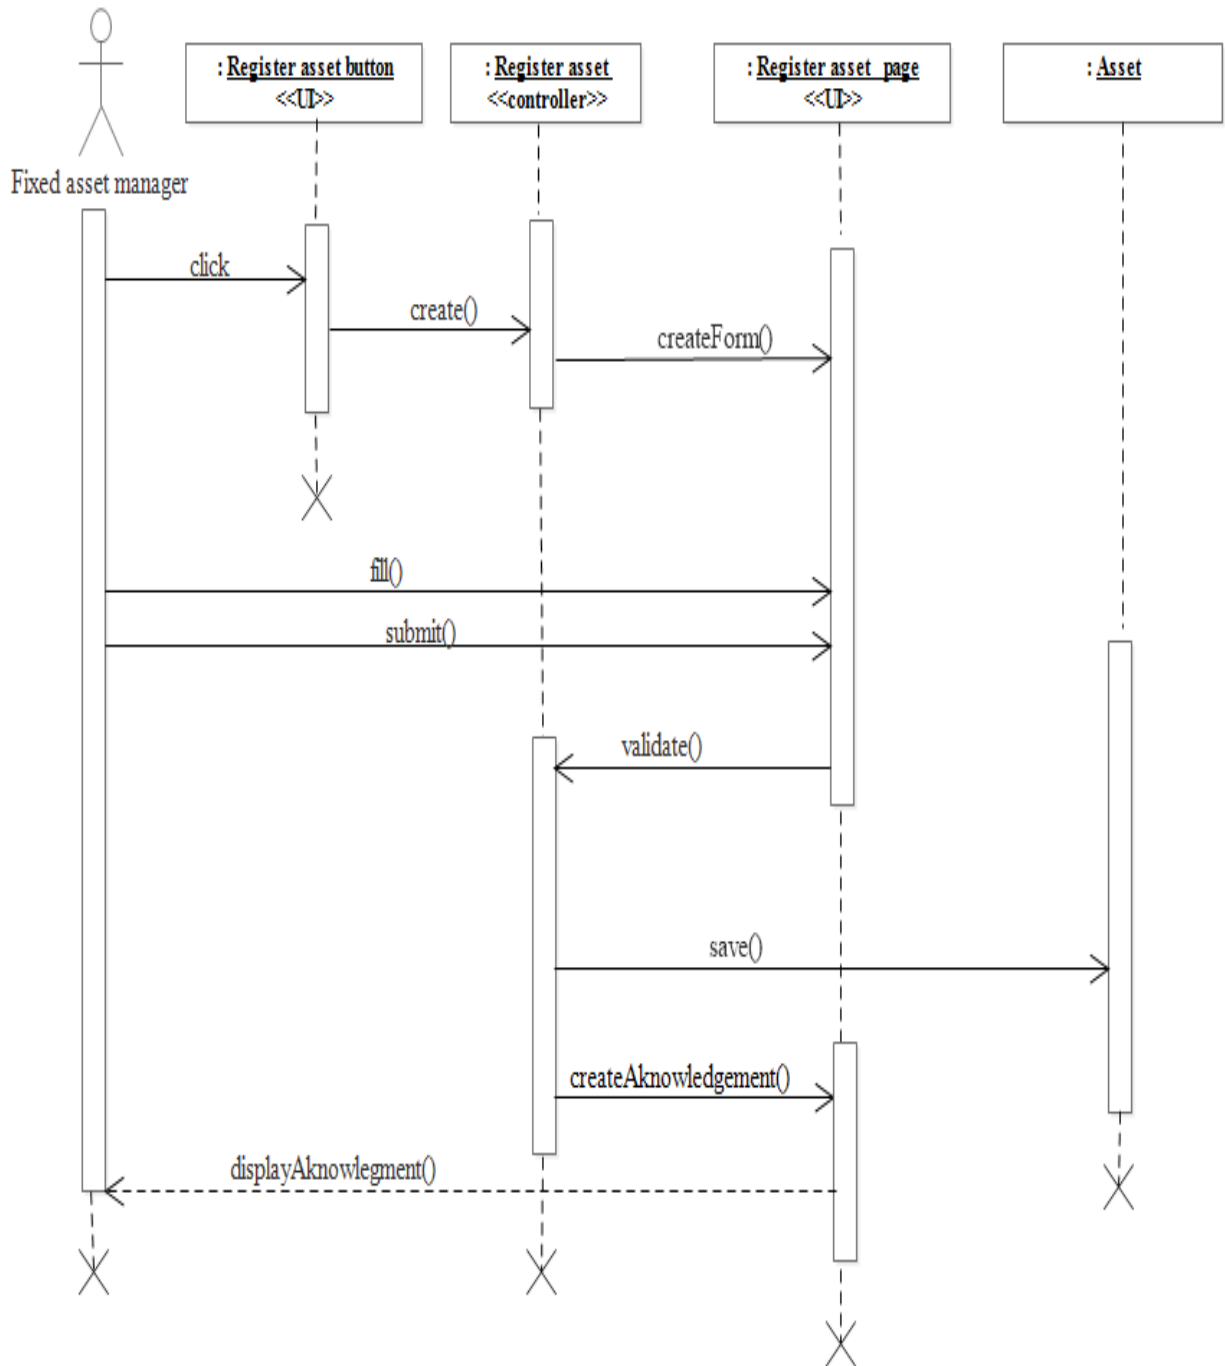 : Register asset button
<<UI>>
: Register asset
<<controller>>
: Register asset  page
<<UI>>
: Asset
Fixed asset manager
click
create()
createForm()
fill()
submit()
validate()
save()
createAknowledgement()
displayAknowlegment()